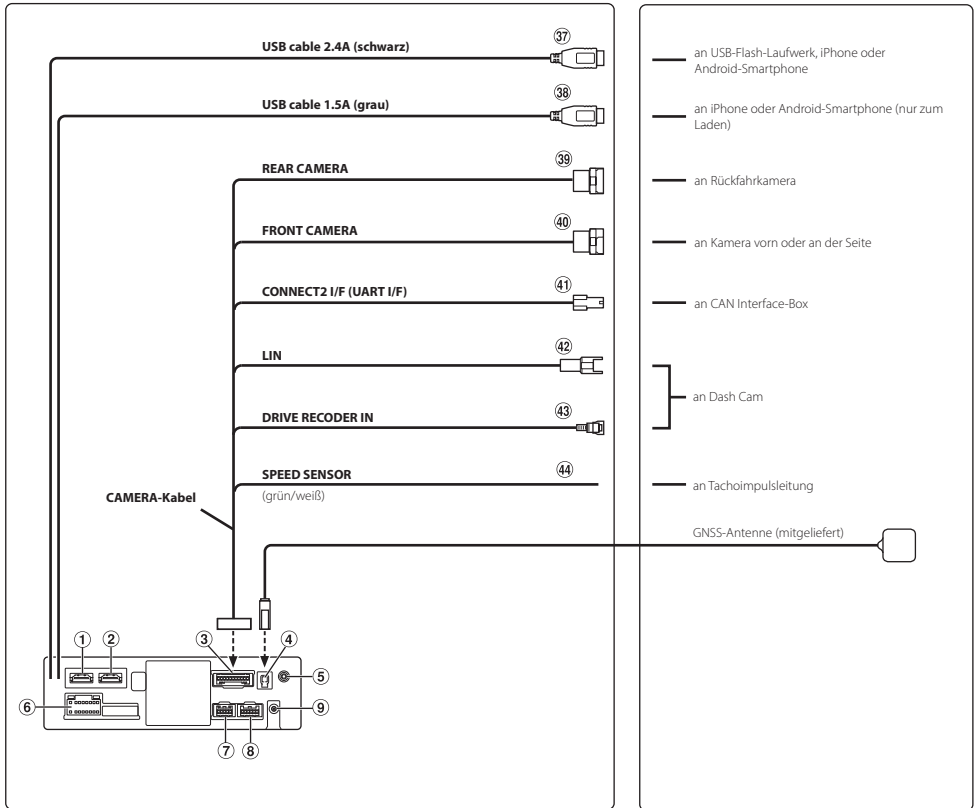 USB cable 2.4A (schwarz)
37
an USB-Flash-Laufwerk, iPhone oder
Android-Smartphone
USB cable 1.5A (grau)
38
an iPhone oder Android-Smartphone (nur zum
Laden)
REAR CAMERA
39
an Rückfahrkamera
FRONT CAMERA
40
an Kamera vorn oder an der Seite
CONNECT2 I/F (UART I/F)
41
an CAN Interface-Box
LIN
42
an Dash Cam
DRIVE RECODER IN
43
SPEED SENSOR
(grün/weiß)
44
an Tachoimpulsleitung
CAMERA-Kabel
GNSS-Antenne (mitgeliefert)
1
2
3
4
5
6
7
8
9